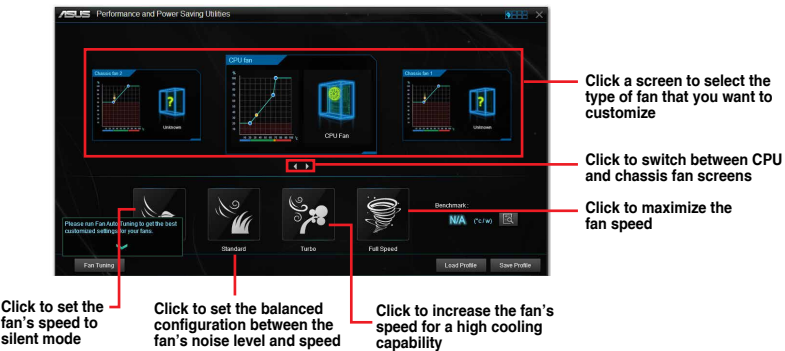 ASUS Performance and Power Saving Utilities
CPU fan
Chassis fan 2
Chassis fan 1
Unknown
CPU Fan
Unknown
Click a screen to select the
type of fan that you want to
customize
Click to switch between CPU
and chassis fan screens
Click to maximize the
fan speed
Please run Fan Auto Tuning to get the best
customized settings for your fans.
Standard
Turbo
Full Speed
Benchmark :
N/A (°c / w)
Fan Tuning
Load Profile
Save Profile
Click to set the
fan's speed to
silent mode
Click to set the balanced
configuration between the
fan's noise level and speed
Click to increase the fan's
speed for a high cooling
capability